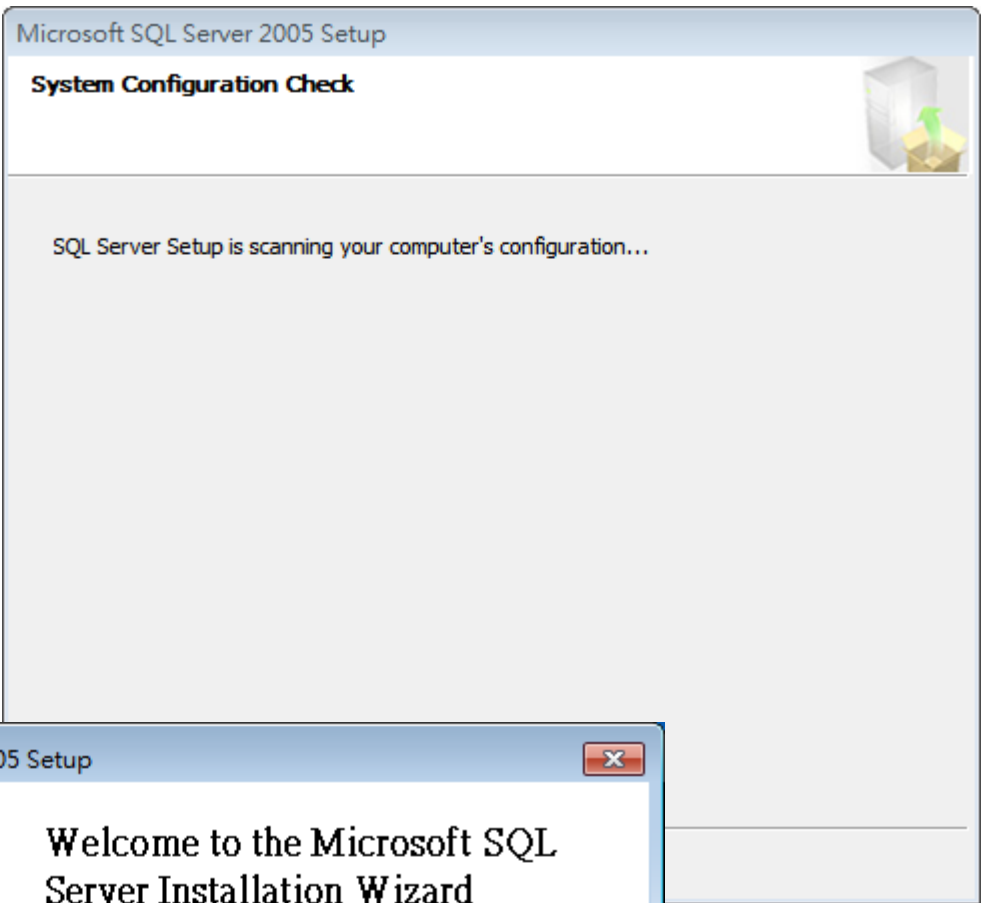 Microsoft SQL Server 2005 Setup
System Configuration Check
SQL Server Setup is scanning your computer's configuration...
05 Setup
Welcome to the Microsoft SQL
Server Installation Wizard